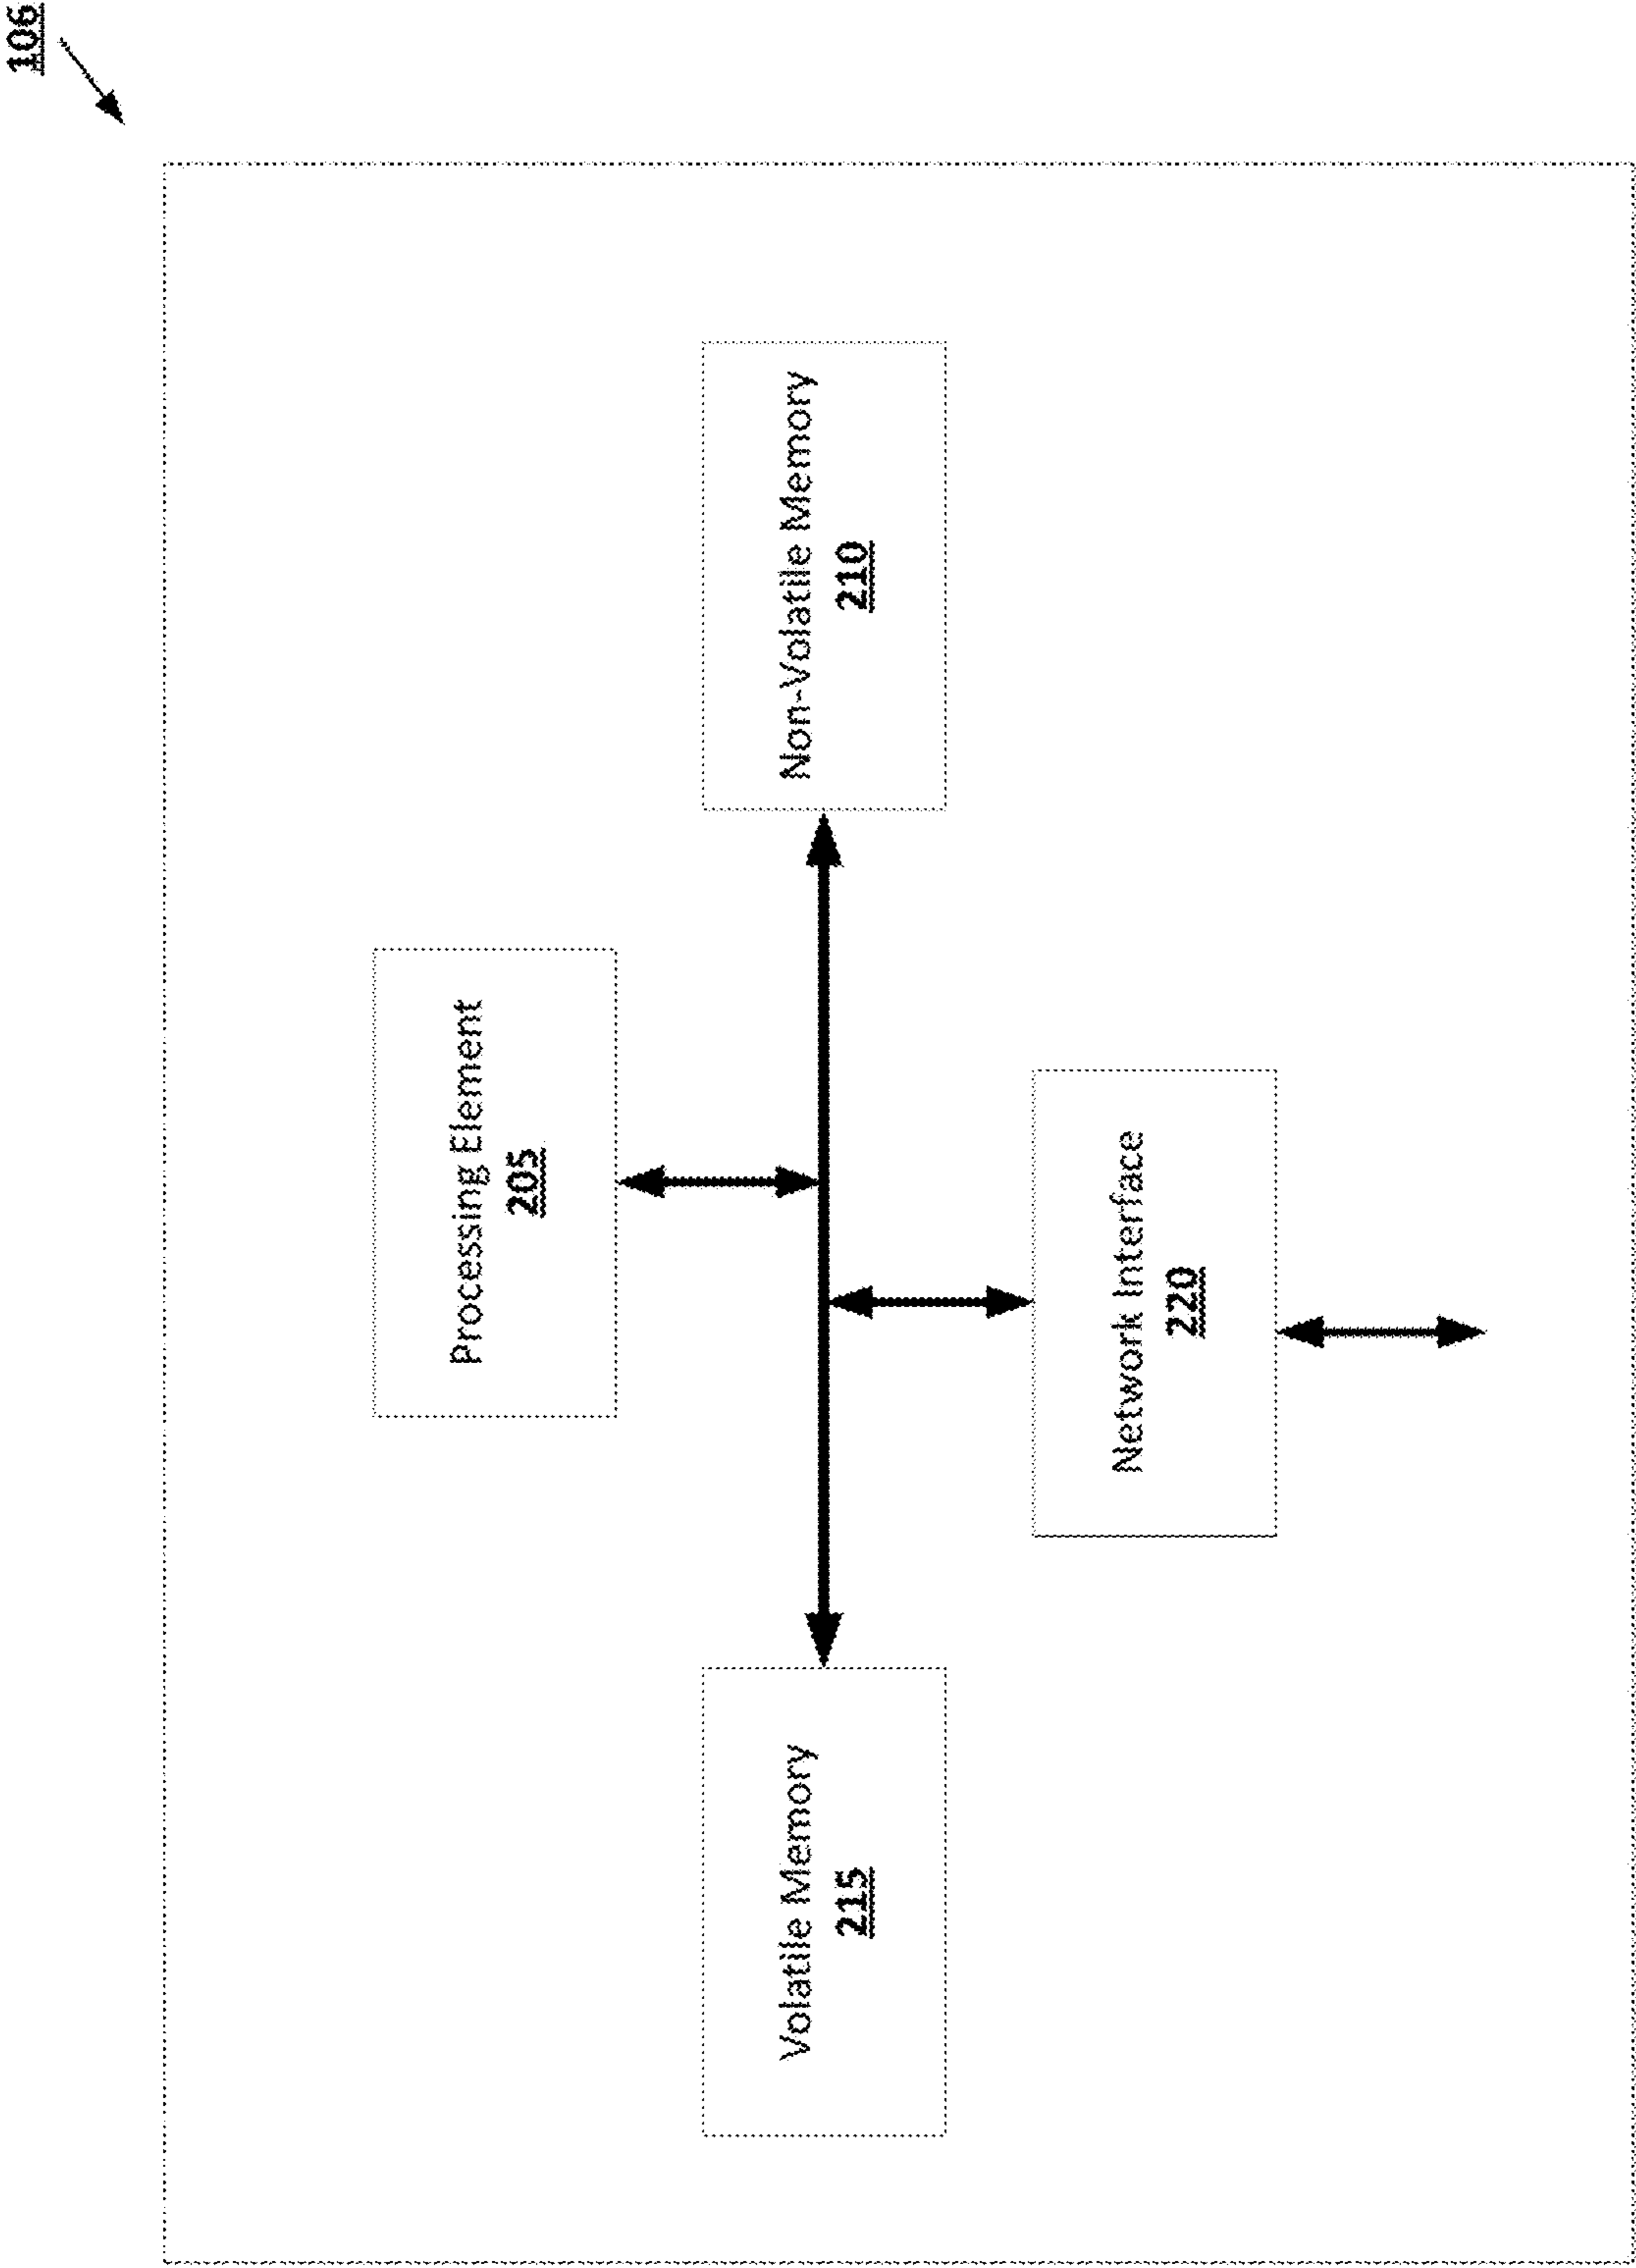 106
Processing Element
205
Volatile Memory
215
Non-Volatile Memory
210
Network Interface
220